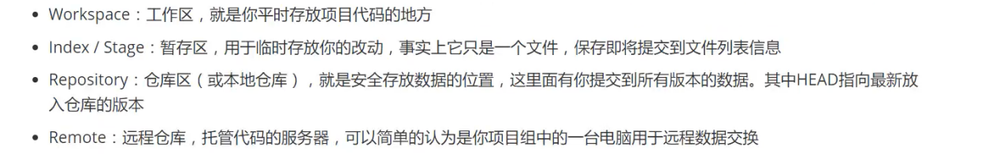 • Workspace：工作区，就是你平时存放项目代码的地方
• Index / Stage：暂存区，用于临时存放你的改动，事实上它只是一个文件，保存即将提交到文件列表信息
• Repository：仓库区（或本地仓库），就是安全存放数据的位置，这里面有你提交到所有版本的数据。其中HEAD指向最新放
入仓库的版本
• Remote：远程仓库，托管代码的服务器，可以简单的认为是你项目组中的一台电脑用于远程数据交换